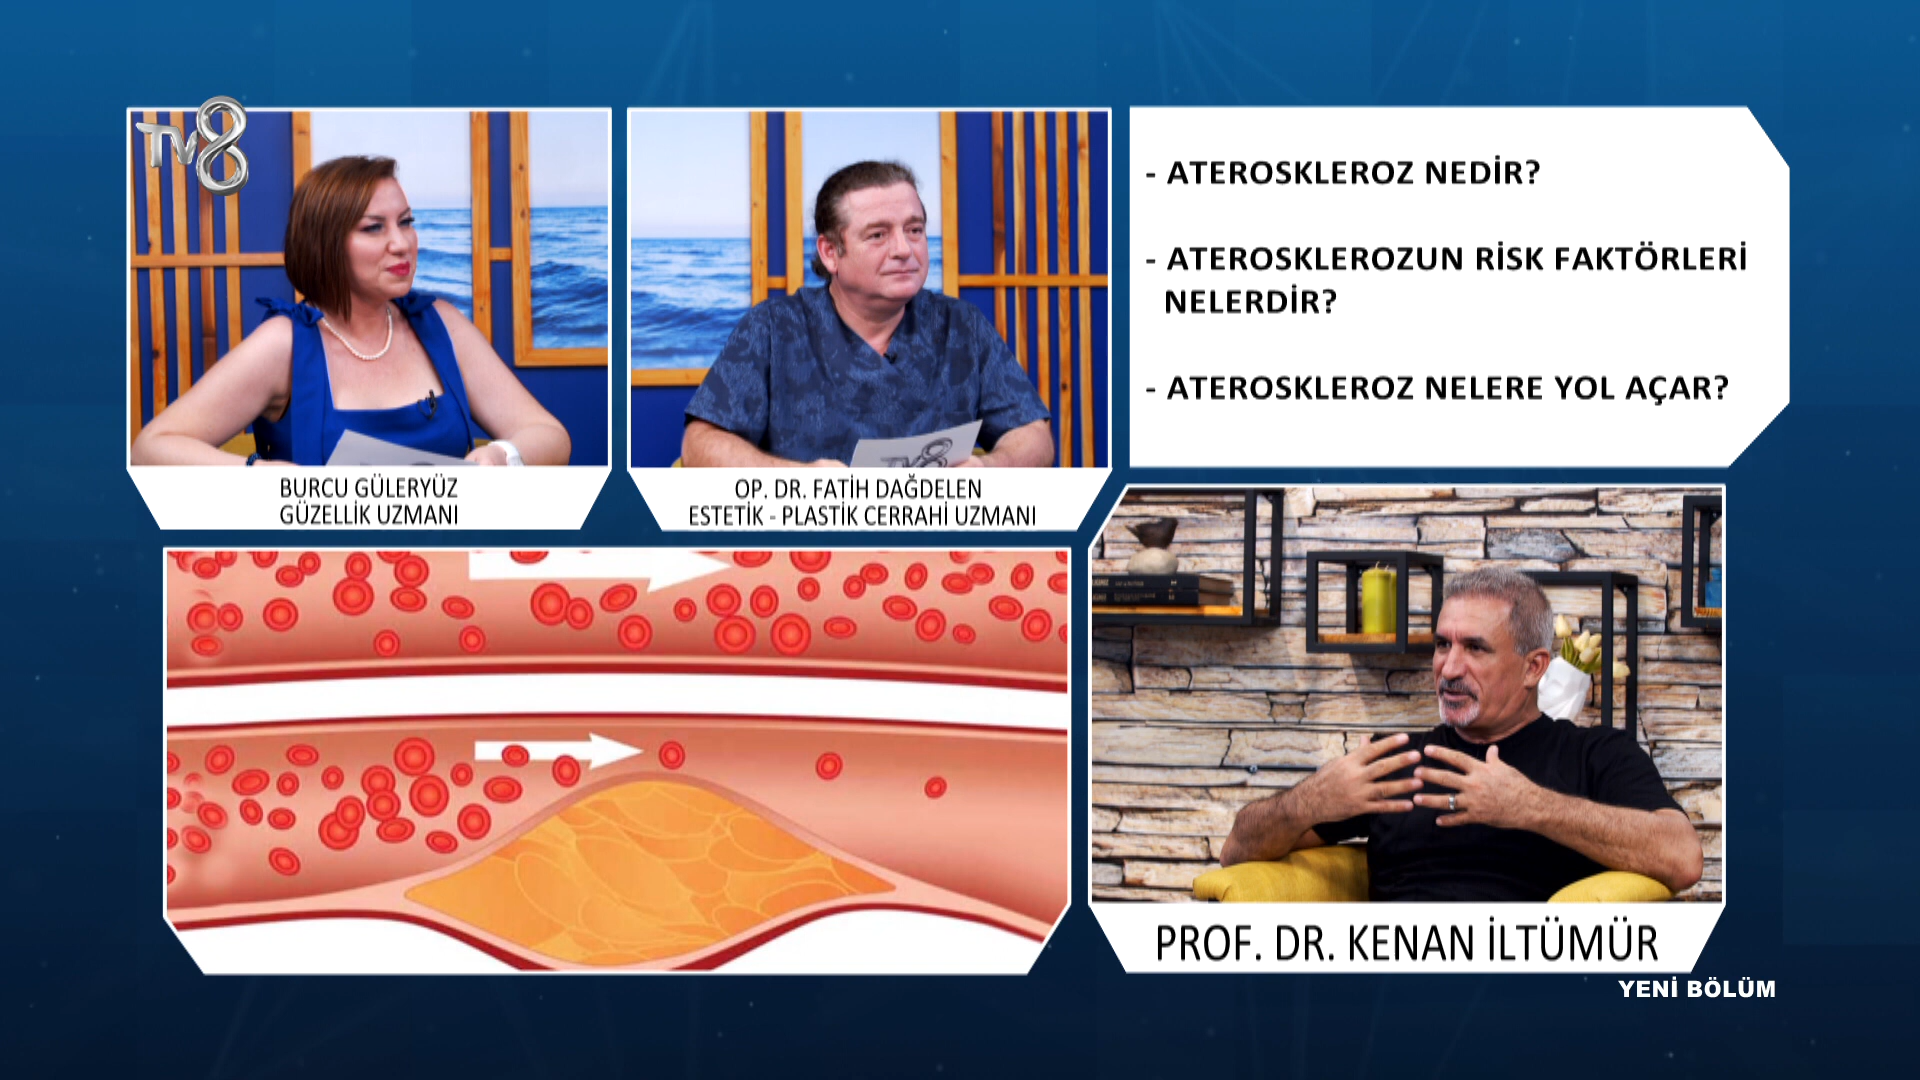 TV8
- ATEROSKLEROZ NEDİR?
- ATEROSKLEROZUN RİSK FAKTÖRLERİ
NELERDİR?
- ATEROSKLEROZ NELERE YOL AÇAR?
TV8
BURCU GÜLERYÜZ
GÜZELLİK UZMANI
OP. DR. FATİH DAĞDELEN
ESTETİK - PLASTİK CERRAHİ UZMANI
PROF. DR. KENAN İLTÜMÜR
YENİ BÖLÜM